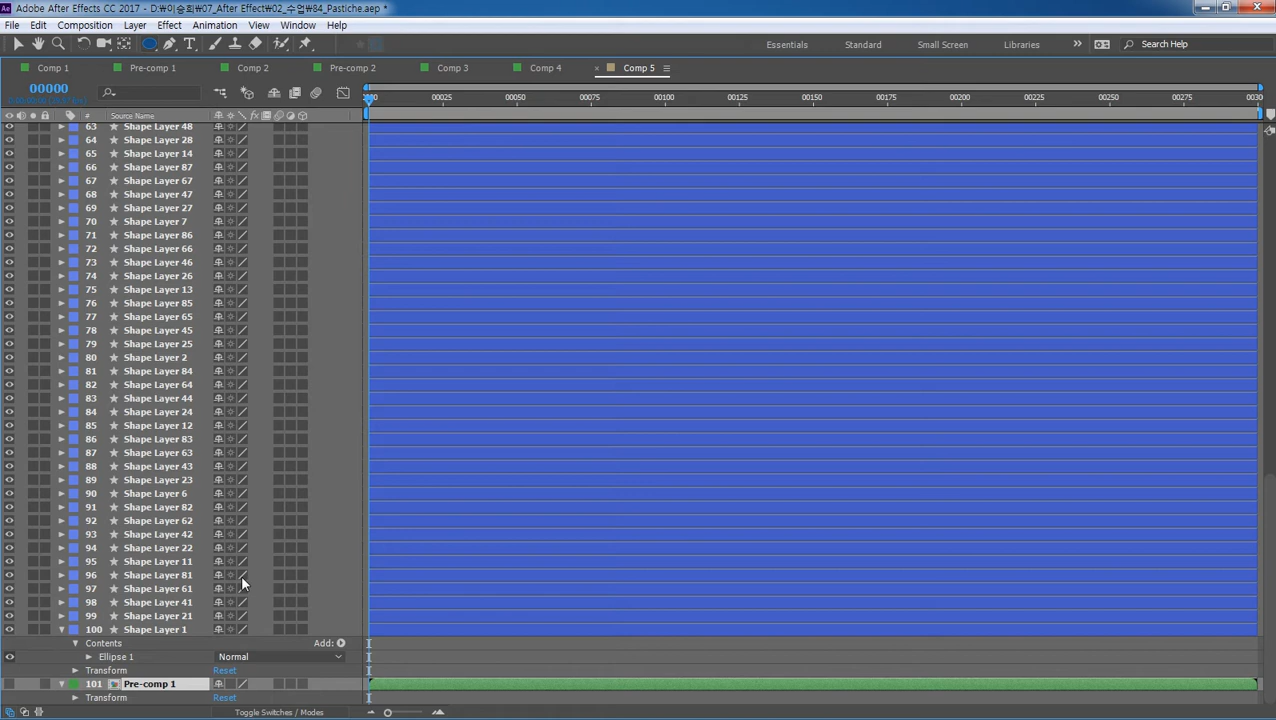 Adobe After Effects CC 2017 - D:₩이승희₩07_After Effect₩02_수업₩84_Pastiche.aep *
File Edit Composition Layer Effect Animation View Window Help
Essentials Standard Small Screen Libraries Search Help
Comp 1 Pre-comp 1 Comp 2 Pre-comp 2 Comp 3 Comp 4 Comp 5
00000
00025 00050 00075 00100 00125 00150 00175 00200 00225 00250 00275
# Source Name fx
63 Shape Layer 48
64 Shape Layer 28
65 Shape Layer 14
66 Shape Layer 87
67 Shape Layer 67
68 Shape Layer 47
69 Shape Layer 27
70 Shape Layer 7
71 Shape Layer 86
72 Shape Layer 66
73 Shape Layer 46
74 Shape Layer 26
75 Shape Layer 13
76 Shape Layer 85
77 Shape Layer 65
78 Shape Layer 45
79 Shape Layer 25
80 Shape Layer 2
81 Shape Layer 84
82 Shape Layer 64
83 Shape Layer 44
84 Shape Layer 24
85 Shape Layer 12
86 Shape Layer 83
87 Shape Layer 63
88 Shape Layer 43
89 Shape Layer 23
90 Shape Layer 6
91 Shape Layer 82
92 Shape Layer 62
93 Shape Layer 42
94 Shape Layer 22
95 Shape Layer 11
96 Shape Layer 81
97 Shape Layer 61
98 Shape Layer 41
99 Shape Layer 21
100 Shape Layer 1
Contents Add:
Ellipse 1 Normal
Transform Reset
101 Pre-comp 1
Transform Reset
Toggle Switches / Modes